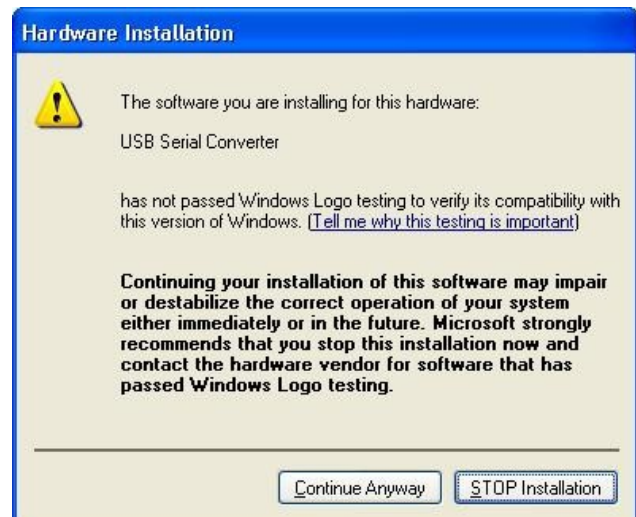 Hardware Installation
The software you are installing for this hardware:
USB Serial Converter
has not passed Windows Logo testing to verify its compatibility with
this version of Windows. (Tell me why this testing is important)
Continuing your installation of this software may impair
or destabilize the correct operation of your system
either immediately or in the future. Microsoft strongly
recommends that you stop this installation now and
contact the hardware vendor for software that has
passed Windows Logo testing.
Continue Anyway STOP Installation